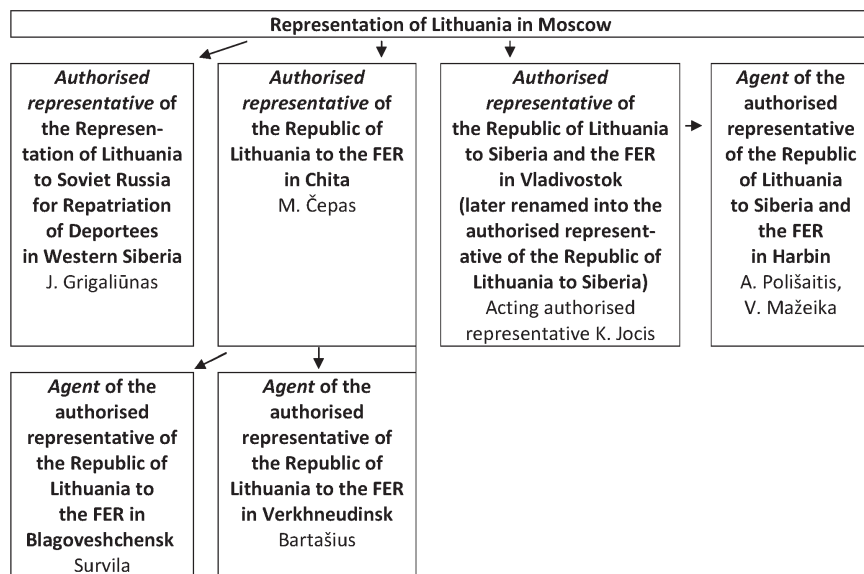 Representation of Lithuania in Moscow
Authorised
representative of
the Represen-
tation of Lithuania
to Soviet Russia
for Repatriation
of Deportees
in Western Siberia
J. Grigaliūnas
Authorised
representative of
the Republic of
Lithuania to the FER
in Chita
M. Čepas
Authorised
representative of
the Republic of Lithuania
to Siberia and the FER
in Vladivostok
(later renamed into the
authorised represent-
ative of the Republic of
Lithuania to Siberia)
Acting authorised
representative K. Jocis
Agent of the
authorised
representative
of the Republic
of Lithuania
to Siberia and
the FER
in Harbin
A. Polišaitis,
V. Mažeika
Agent of the
authorised
representative of
the Republic of
Lithuania to
the FER in
Blagoveshchensk
Survila
Agent of the
authorised
representative of
the Republic of
Lithuania to the FER
in Verkhneudinsk
Bartašius